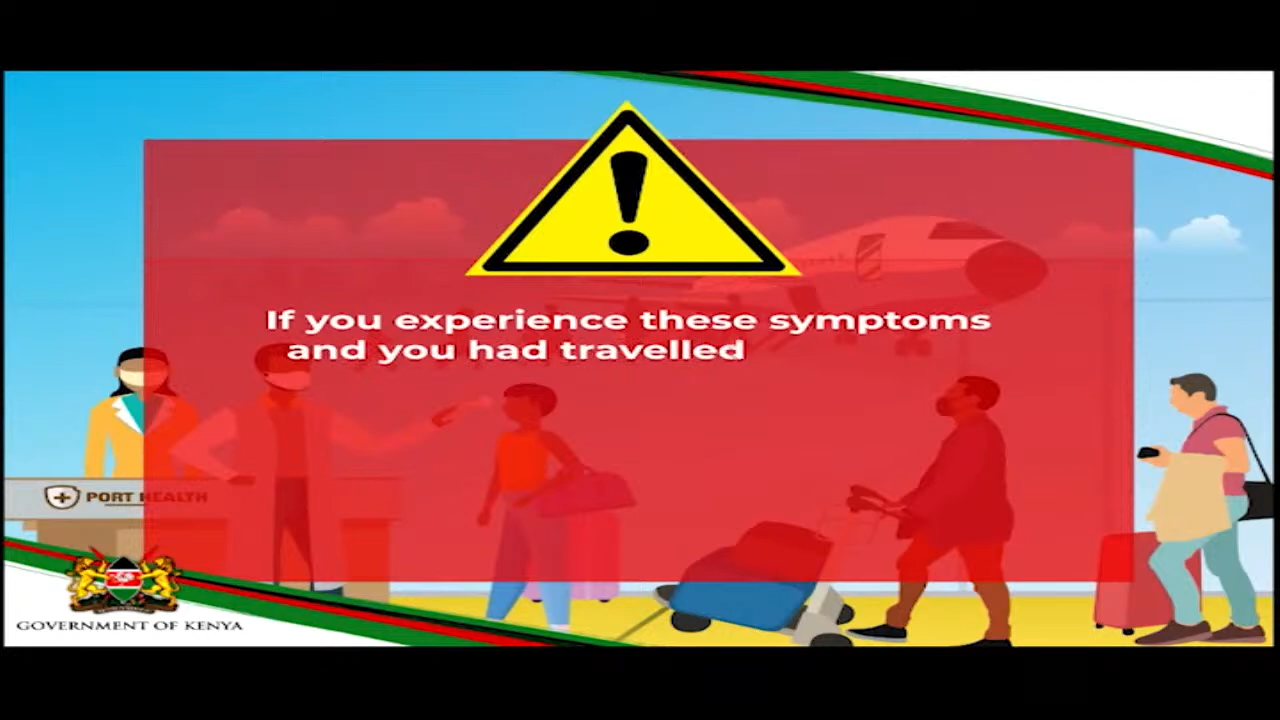 If you experience these symptoms
and you had travelled
PORT HEALTH
GOVERNMENT OF KENYA